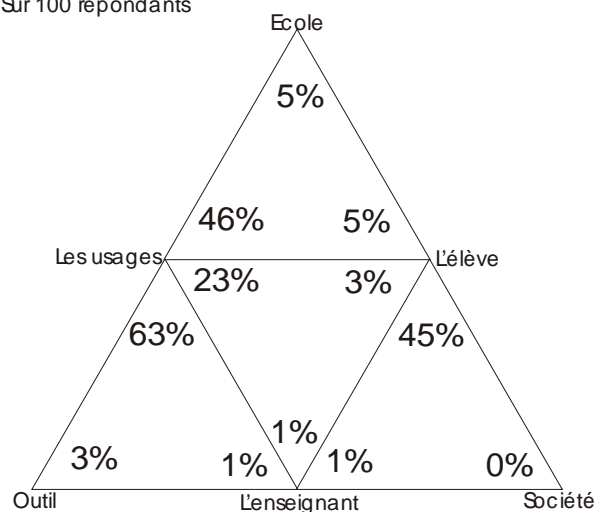 Sur 100 répondants
Ecole
5%
46% 5%
Les usages L'élève
23% 3%
63% 45%
1%
3% 1% 1% 0%
Outil L'enseignant Société